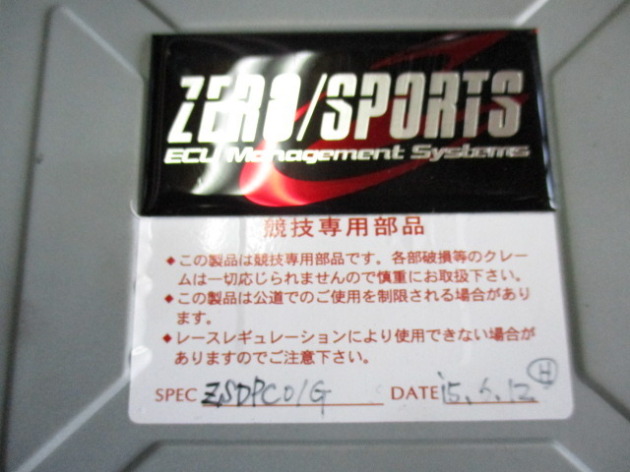 ZERO/SPORTS
ECU Management Systems
競技専用部品
◆この製品は競技専用部品です。各部破損等のクレー
ムは一切応じられませんので慎重にお取扱下さい。
◆この製品は公道でのご使用を制限される場合があり
ます。
◆レースレギュレーションにより使用できない場合が
ありますのでご注意下さい。
SPEC ZSDPC01G DATE '15.6.12 H